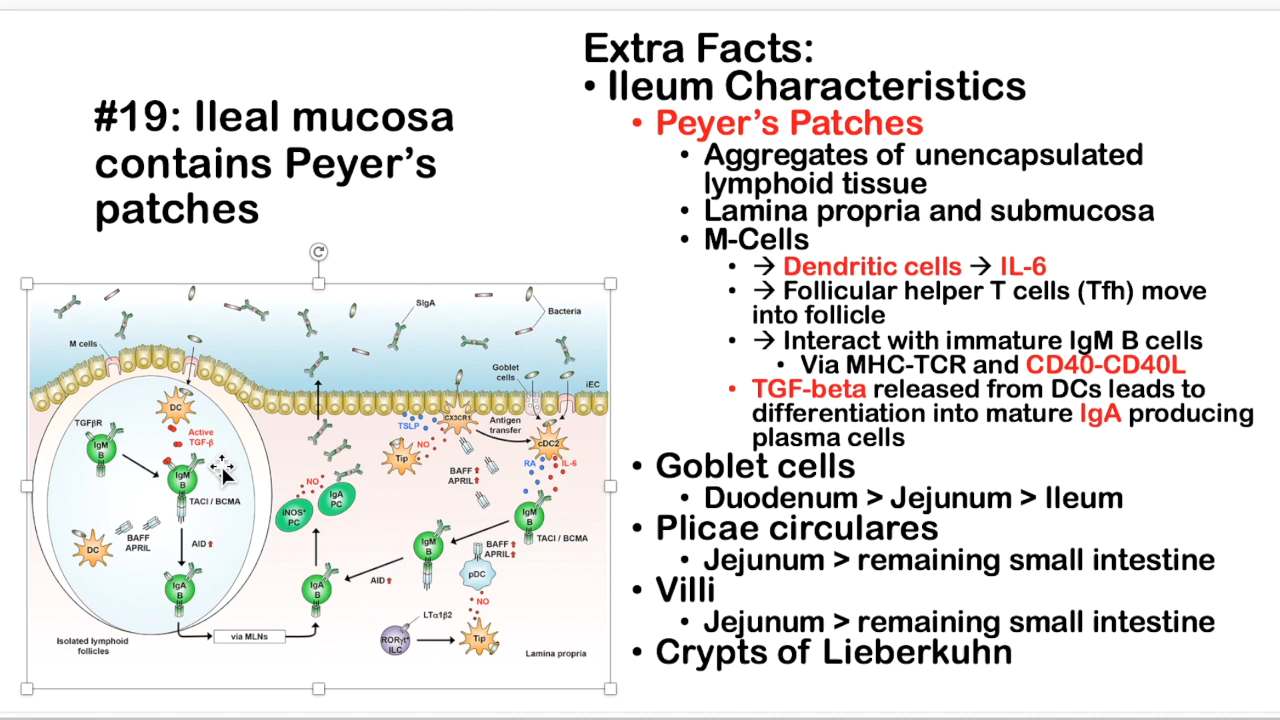 #19: Ileal mucosa
contains Peyer's
patches
Extra Facts:
• Ileum Characteristics
• Peyer's Patches
• Aggregates of unencapsulated
lymphoid tissue
• Lamina propria and submucosa
• M-Cells
• → Dendritic cells → IL-6
• → Follicular helper T cells (Tfh) move
into follicle
• → Interact with immature IgM B cells
• Via MHC-TCR and CD40-CD40L
• TGF-beta released from DCs leads to
differentiation into mature IgA producing
plasma cells
• Goblet cells
• Duodenum > Jejunum > Ileum
• Plicae circulares
• Jejunum > remaining small intestine
• Villi
• Jejunum > remaining small intestine
• Crypts of Lieberkuhn
SIgA
Bacteria
M cells
Goblet
cells
iEC
DC
TGFβR
Active
TGF-β
IgM
B
IgM
B
TACI / BCMA
BAFF
APRIL
DC
AID⬆
IgA
B
Isolated lymphoid
follicles
via MLNs
TSLP
CX3CR1
Antigen
transfer
NO
Tip
cDC2
RA
IL-6
BAFF⬆
APRIL⬆
NO
IgA
PC
iNOS⁺
PC
IgM
B
TACI / BCMA
IgM
B
BAFF⬆
APRIL⬆
pDC
AID⬆
IgA
B
NO
LTα1β2
RORγt⁺
ILC
Tip
Lamina propria